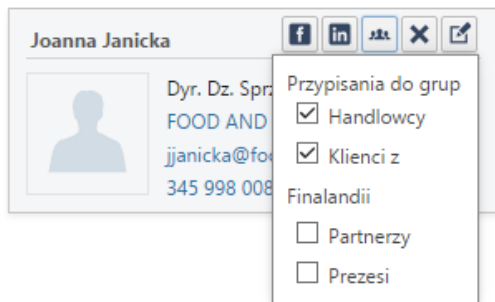 Joanna Janicka
Dyr. Dz. Sprz
FOOD AND
jjanicka@foo
345 998 008
Przypisania do grup
Handlowcy
Klienci z
Finalandii
Partnerzy
Prezesi